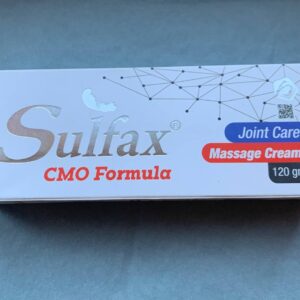 Sulfax®
CMO Formula
Joint Care
Massage Cream
120 gr